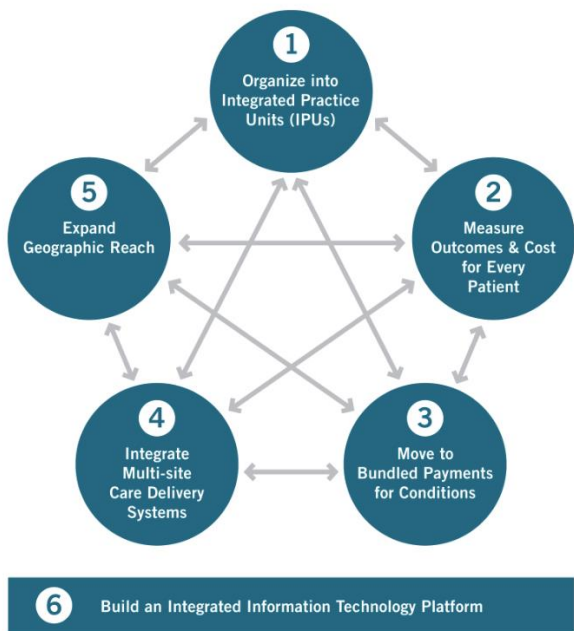 1
Organize into
Integrated Practice
Units (IPUs)
2
Measure
Outcomes & Cost
for Every
Patient
3
Move to
Bundled Payments
for Conditions
4
Integrate
Multi-site
Care Delivery
Systems
5
Expand
Geographic Reach
6 Build an Integrated Information Technology Platform